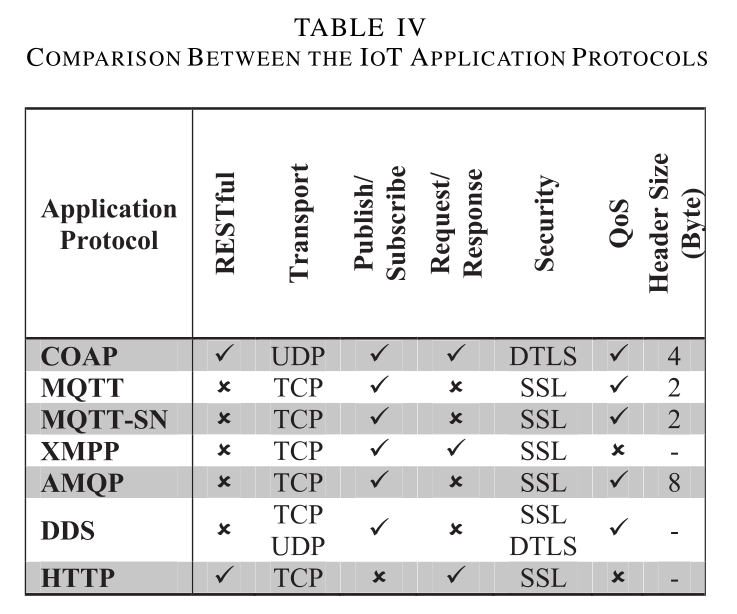 TABLE IV
COMPARISON BETWEEN THE IOT APPLICATION PROTOCOLS
Application Protocol RESTful Transport Publish/ Subscribe Request/ Response Security QoS Header Size (Byte)
COAP ✓ UDP ✓ ✓ DTLS ✓ 4
MQTT ✗ TCP ✓ ✗ SSL ✓ 2
MQTT-SN ✗ TCP ✓ ✗ SSL ✓ 2
XMPP ✗ TCP ✓ ✓ SSL ✗ -
AMQP ✗ TCP ✓ ✗ SSL ✓ 8
DDS ✗ TCP UDP ✓ ✗ SSL DTLS ✓ -
HTTP ✓ TCP ✗ ✓ SSL ✗ -